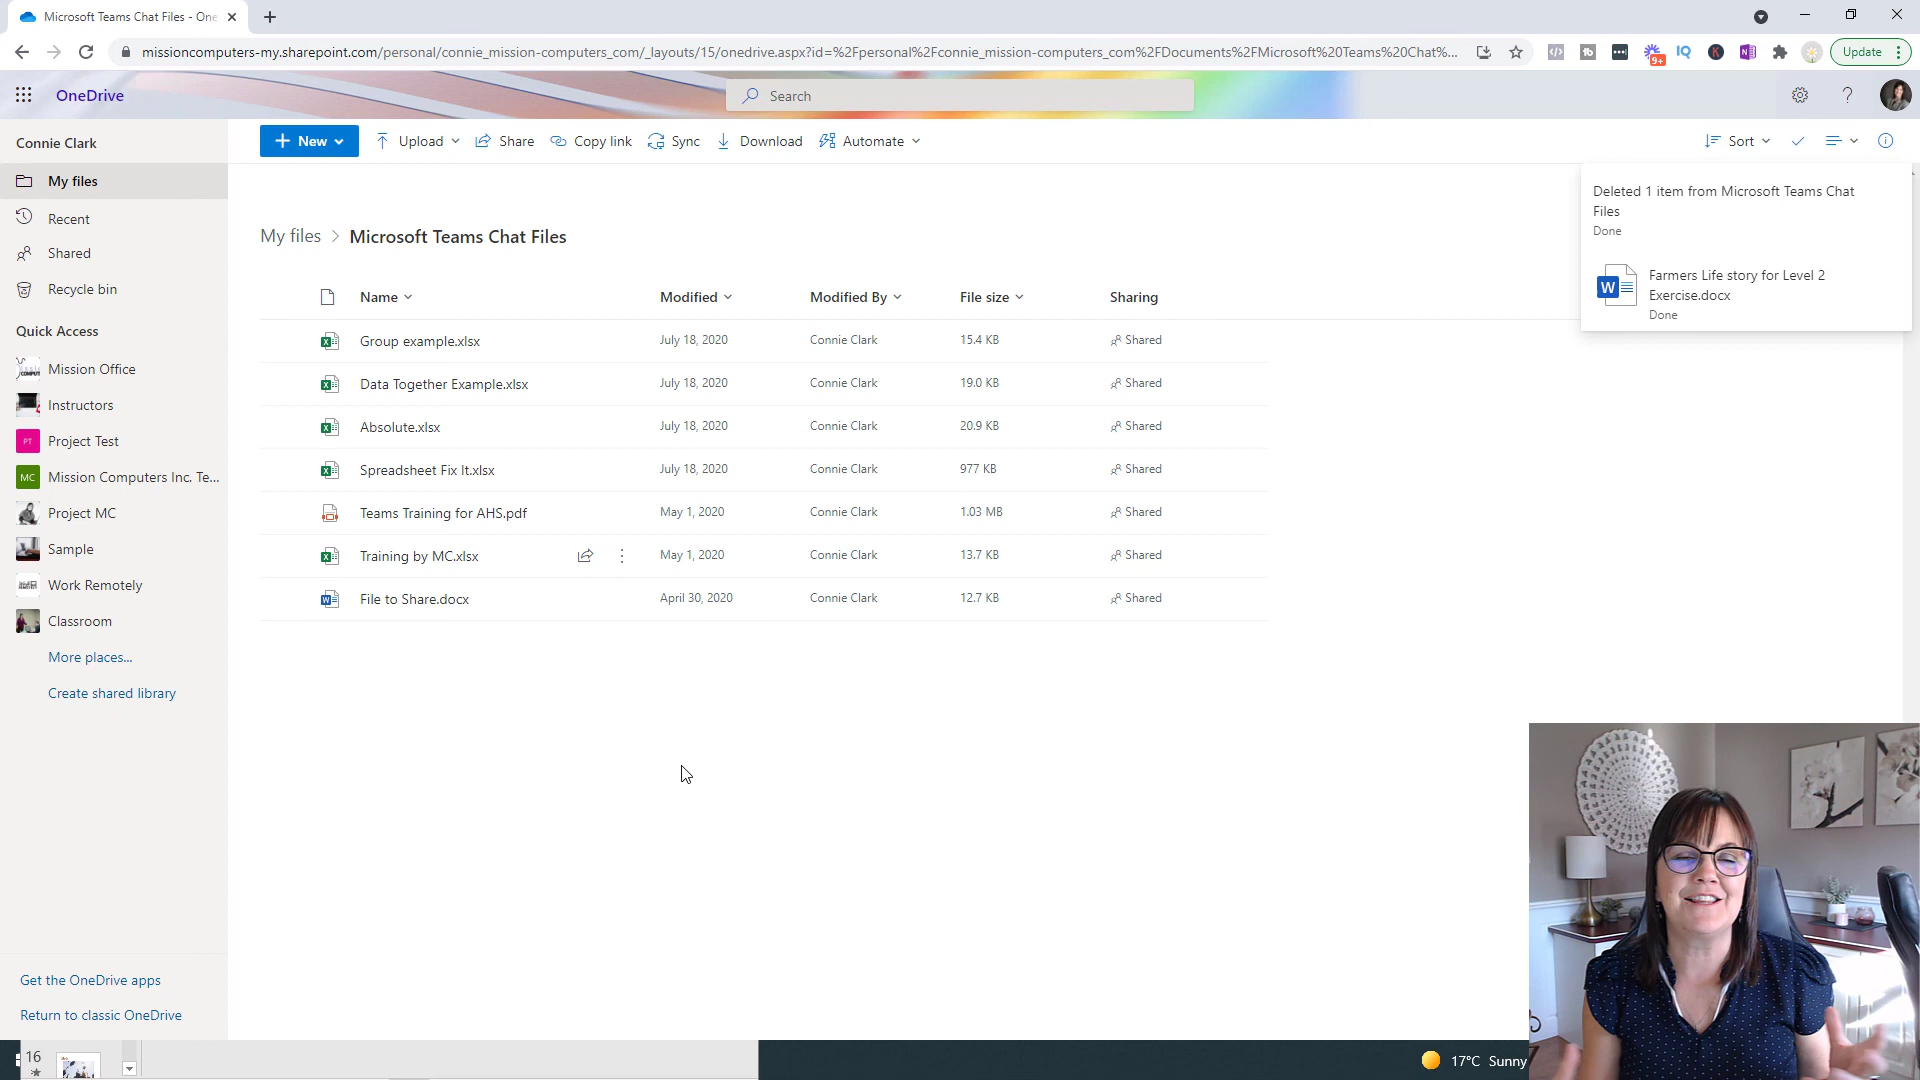 Microsoft Teams Chat Files - One
missioncomputers-my.sharepoint.com/personal/connie_mission-computers_com/_layouts/15/onedrive.aspx?id=%2Fpersonal%2Fconnie_mission-computers_com%2FDocuments%2FMicrosoft%20Teams%20Chat%...
9+
IQ
K
Update
OneDrive
Search
Connie Clark
New
Upload
Share
Copy link
Sync
Download
Automate
Sort
My files
Recent
Shared
Recycle bin
Quick Access
Mission Office
Instructors
PT Project Test
MC Mission Computers Inc. Te...
Project MC
Sample
Work Remotely
Classroom
More places...
Create shared library
Get the OneDrive apps
Return to classic OneDrive
My files > Microsoft Teams Chat Files
Name Modified Modified By File size Sharing
Group example.xlsx July 18, 2020 Connie Clark 15.4 KB Shared
Data Together Example.xlsx July 18, 2020 Connie Clark 19.0 KB Shared
Absolute.xlsx July 18, 2020 Connie Clark 20.9 KB Shared
Spreadsheet Fix It.xlsx July 18, 2020 Connie Clark 977 KB Shared
Teams Training for AHS.pdf May 1, 2020 Connie Clark 1.03 MB Shared
Training by MC.xlsx May 1, 2020 Connie Clark 13.7 KB Shared
File to Share.docx April 30, 2020 Connie Clark 12.7 KB Shared
Deleted 1 item from Microsoft Teams Chat
Files
Done
Farmers Life story for Level 2
Exercise.docx
Done
16
17°C Sunny